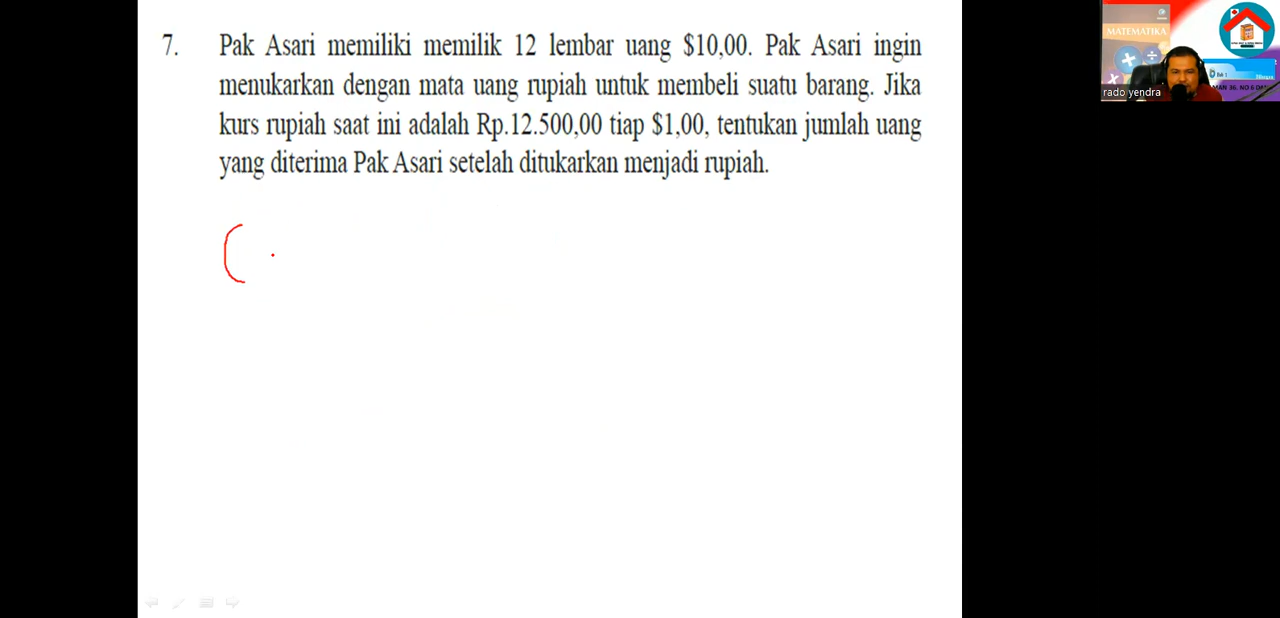 7. Pak Asari memiliki memilik 12 lembar uang $10,00. Pak Asari ingin
menukarkan dengan mata uang rupiah untuk membeli suatu barang. Jika
kurs rupiah saat ini adalah Rp.12.500,00 tiap $1,00, tentukan jumlah uang
yang diterima Pak Asari setelah ditukarkan menjadi rupiah.
(
MATEMATIKA
rado yendra